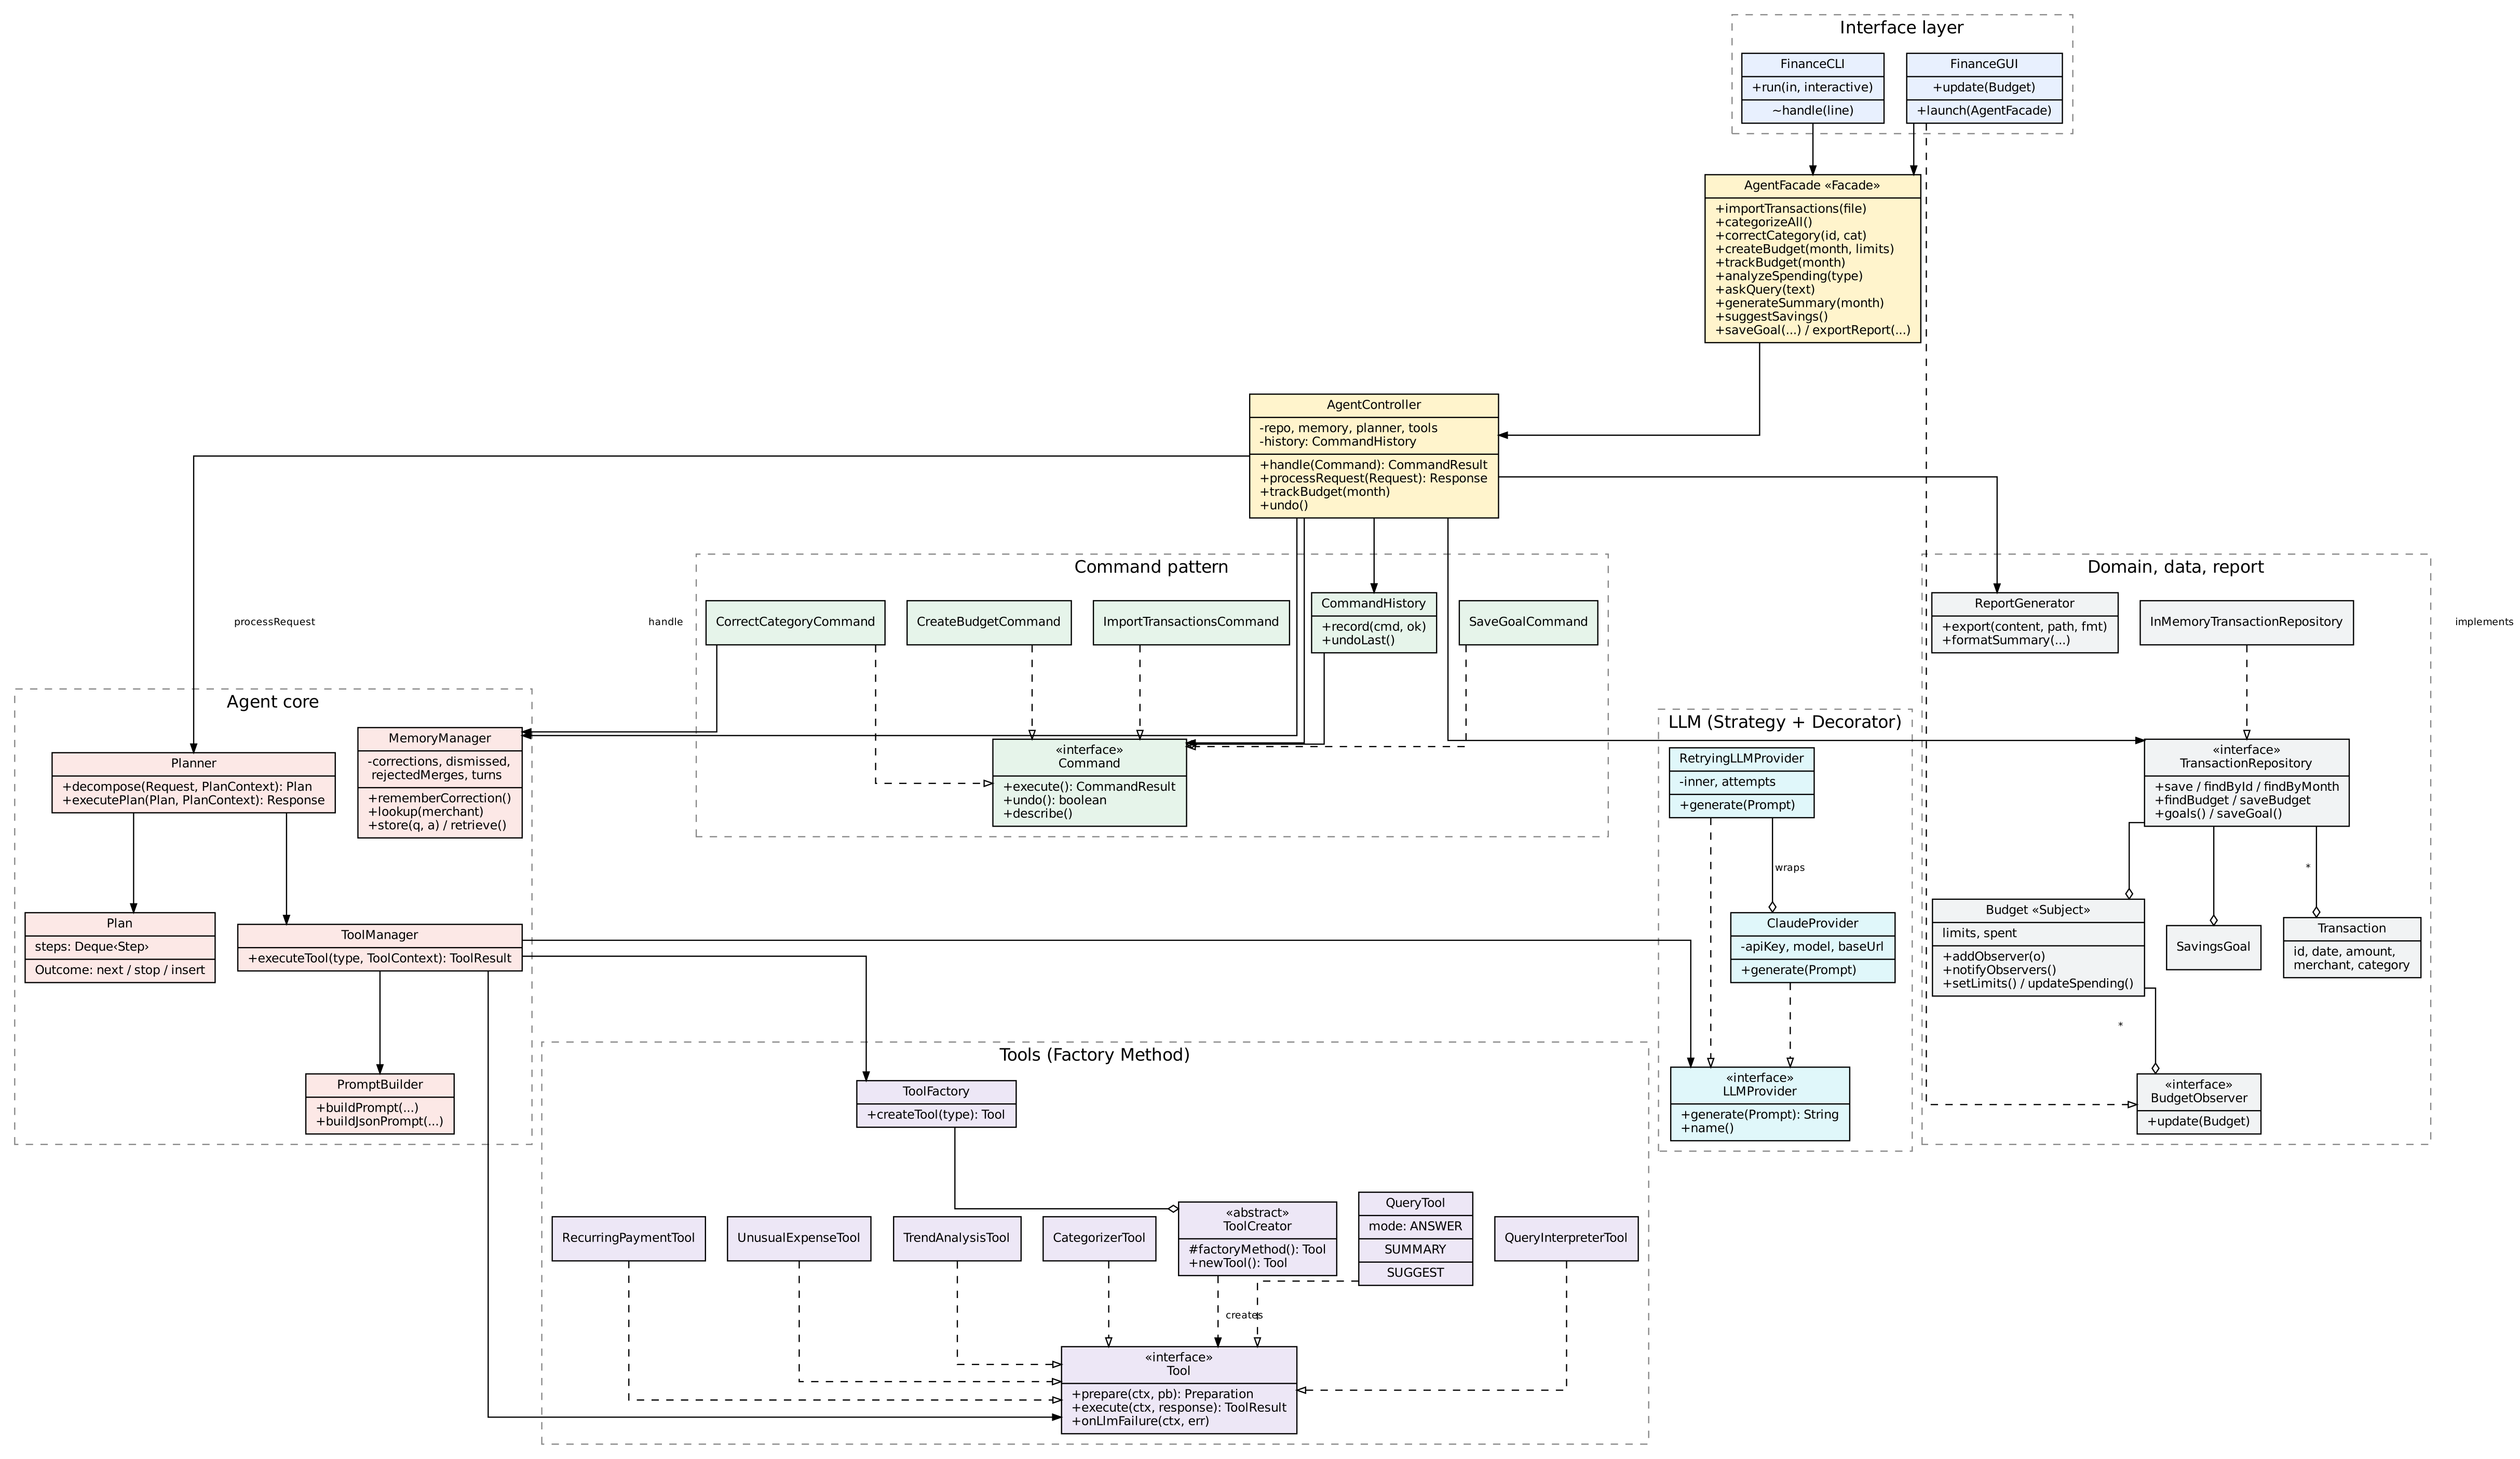 Interface layer
FinanceCLI
+run(in, interactive)
~handle(line)
FinanceGUI
+update(Budget)
+launch(AgentFacade)
AgentFacade «Facade»
+importTransactions(file)
+categorizeAll()
+correctCategory(id, cat)
+createBudget(month, limits)
+trackBudget(month)
+analyzeSpending(type)
+askQuery(text)
+generateSummary(month)
+suggestSavings()
+saveGoal(...) / exportReport(...)
AgentController
-repo, memory, planner, tools
-history: CommandHistory
+handle(Command): CommandResult
+processRequest(Request): Response
+trackBudget(month)
+undo()
processRequest
handle
implements
Command pattern
CorrectCategoryCommand
CreateBudgetCommand
ImportTransactionsCommand
CommandHistory
+record(cmd, ok)
+undoLast()
SaveGoalCommand
«interface»
Command
+execute(): CommandResult
+undo(): boolean
+describe()
Domain, data, report
ReportGenerator
+export(content, path, fmt)
+formatSummary(...)
InMemoryTransactionRepository
«interface»
TransactionRepository
+save / findById / findByMonth
+findBudget / saveBudget
+goals() / saveGoal()
*
Budget «Subject»
limits, spent
+addObserver(o)
+notifyObservers()
+setLimits() / updateSpending()
SavingsGoal
Transaction
id, date, amount,
merchant, category
*
«interface»
BudgetObserver
+update(Budget)
Agent core
Planner
+decompose(Request, PlanContext): Plan
+executePlan(Plan, PlanContext): Response
MemoryManager
-corrections, dismissed,
rejectedMerges, turns
+rememberCorrection()
+lookup(merchant)
+store(q, a) / retrieve()
Plan
steps: Deque‹Step›
Outcome: next / stop / insert
ToolManager
+executeTool(type, ToolContext): ToolResult
PromptBuilder
+buildPrompt(...)
+buildJsonPrompt(...)
LLM (Strategy + Decorator)
RetryingLLMProvider
-inner, attempts
+generate(Prompt)
wraps
ClaudeProvider
-apiKey, model, baseUrl
+generate(Prompt)
«interface»
LLMProvider
+generate(Prompt): String
+name()
Tools (Factory Method)
ToolFactory
+createTool(type): Tool
RecurringPaymentTool
UnusualExpenseTool
TrendAnalysisTool
CategorizerTool
«abstract»
ToolCreator
#factoryMethod(): Tool
+newTool(): Tool
QueryTool
mode: ANSWER
SUMMARY
SUGGEST
QueryInterpreterTool
creates
«interface»
Tool
+prepare(ctx, pb): Preparation
+execute(ctx, response): ToolResult
+onLlmFailure(ctx, err)